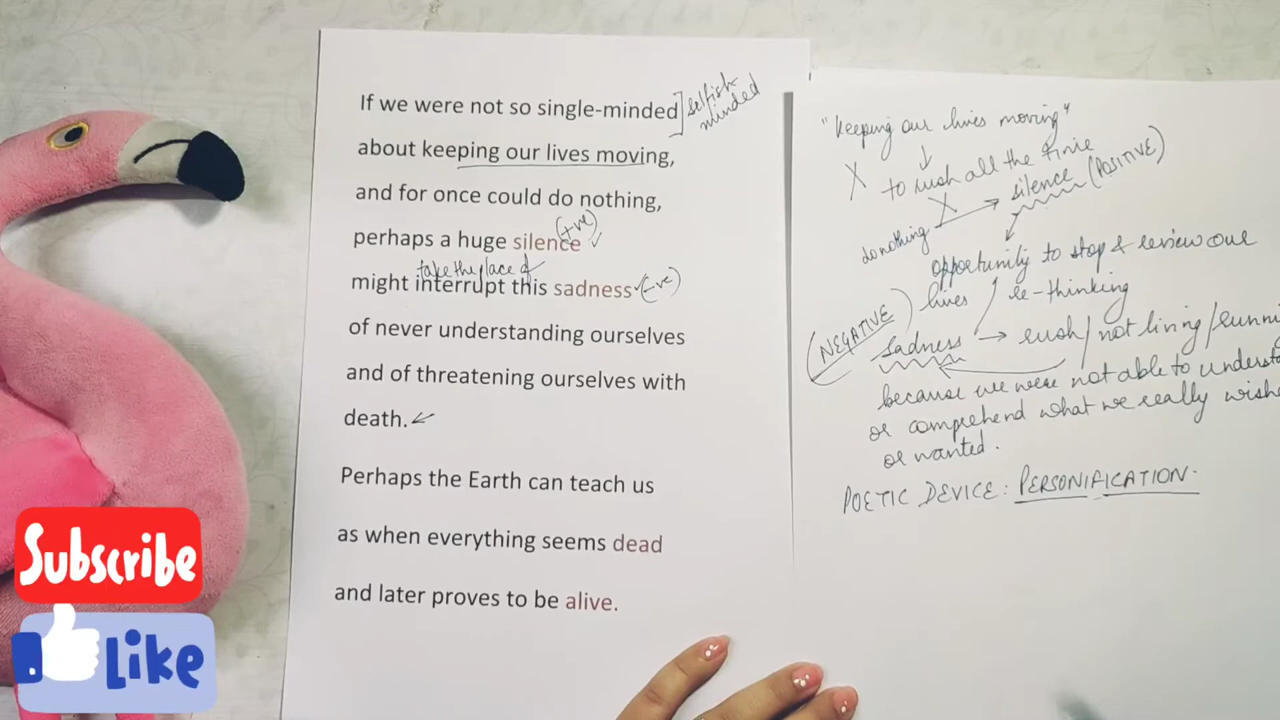 If we were not so single-minded
selfish-
minded
about keeping our lives moving,
and for once could do nothing,
(+ve)
perhaps a huge silence
take the place of
might interrupt this sadness (-ve)
of never understanding ourselves
and of threatening ourselves with
death.
Perhaps the Earth can teach us
as when everything seems dead
and later proves to be alive.
"keeping our lives moving"
X to rush all the time
do nothing X silence (POSITIVE)
opportunity to stop & review our
lives re-thinking
(NEGATIVE)
Sadness → rush/not living/runni
because we were not able to understa
or comprehend what we really wishe
or wanted.
POETIC DEVICE: PERSONIFICATION.
Subscribe
Like